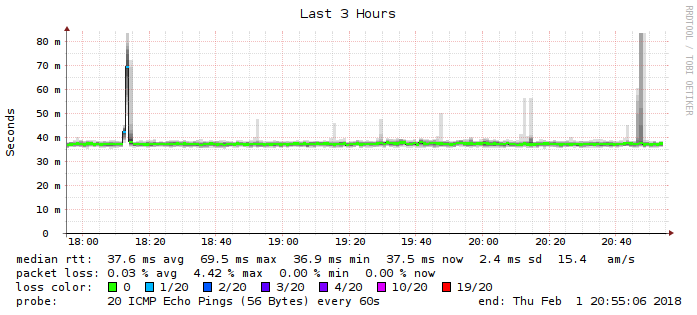 Last 3 Hours
RRDTOOL / TOBI OETIKER
Seconds
80 m
70 m
60 m
50 m
40 m
30 m
20 m
10 m
0
18:00 18:20 18:40 19:00 19:20 19:40 20:00 20:20 20:40
median rtt: 37.6 ms avg 69.5 ms max 36.9 ms min 37.5 ms now 2.4 ms sd 15.4 am/s
packet loss: 0.03 % avg 4.42 % max 0.00 % min 0.00 % now
loss color: 0 1/20 2/20 3/20 4/20 10/20 19/20
probe: 20 ICMP Echo Pings (56 Bytes) every 60s end: Thu Feb 1 20:55:06 2018